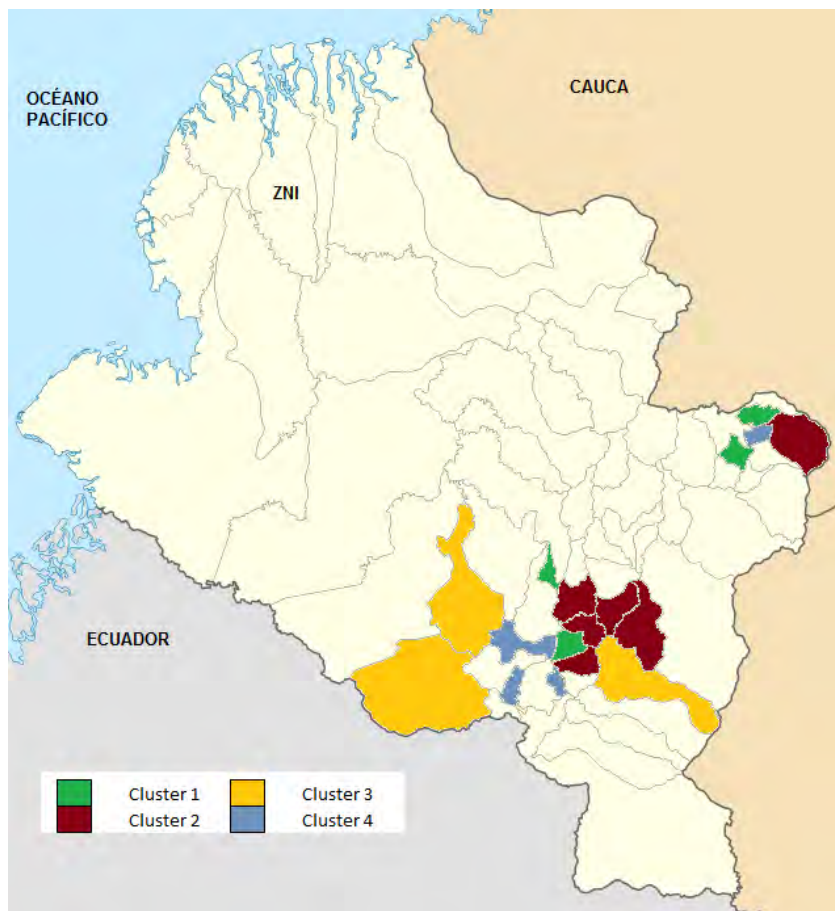 OCÉANO
PACÍFICO
CAUCA
ZNI
ECUADOR
Cluster 1
Cluster 3
Cluster 2
Cluster 4